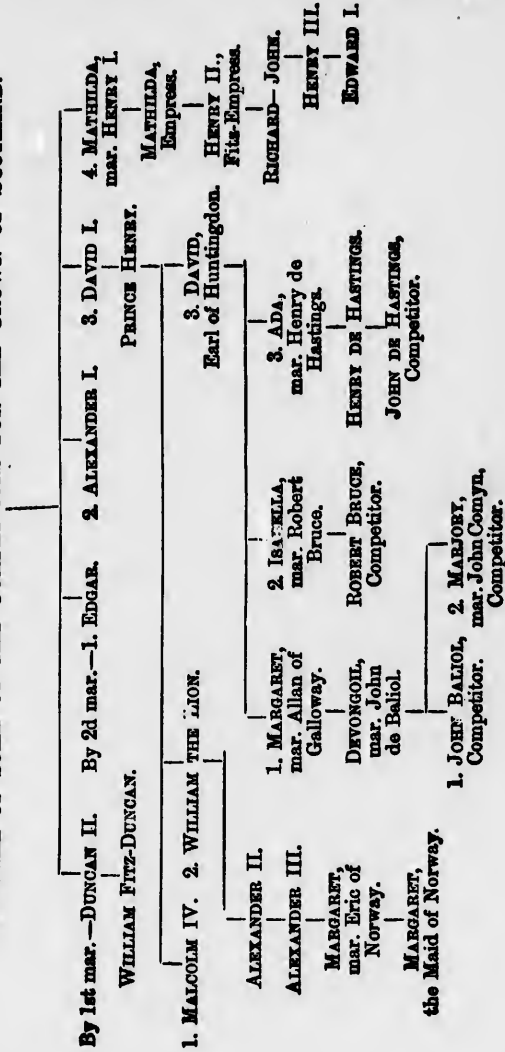 By 1st mar.—DUNCAN II. By 2d mar.—1. EDGAR. 2. ALEXANDER I. 3. DAVID I. 4. MATHILDA,
mar. HENRY I.
WILLIAM FITZ-DUNCAN.
PRINCE HENRY.
MATHILDA,
Empress.
HENRY II.,
Fitz-Empress.
RICHARD—JOHN.
HENRY III.
EDWARD I.
1. MALCOLM IV. 2. WILLIAM THE LION.
3. DAVID,
Earl of Huntingdon.
ALEXANDER II.
ALEXANDER III.
MARGARET,
mar. Eric of
Norway.
MARGARET,
the Maid of Norway.
1. MARGARET,
mar. Allan of
Galloway.
DEVONGOIL,
mar. John
de Baliol.
1. JOHN BALIOL,
Competitor.
2. MARJORY,
mar. John Comyn,
Competitor.
2. ISABELLA,
mar. Robert
Bruce.
ROBERT BRUCE,
Competitor.
3. ADA,
mar. Henry de
Hastings.
HENRY DE HASTINGS.
JOHN DE HASTINGS,
Competitor.